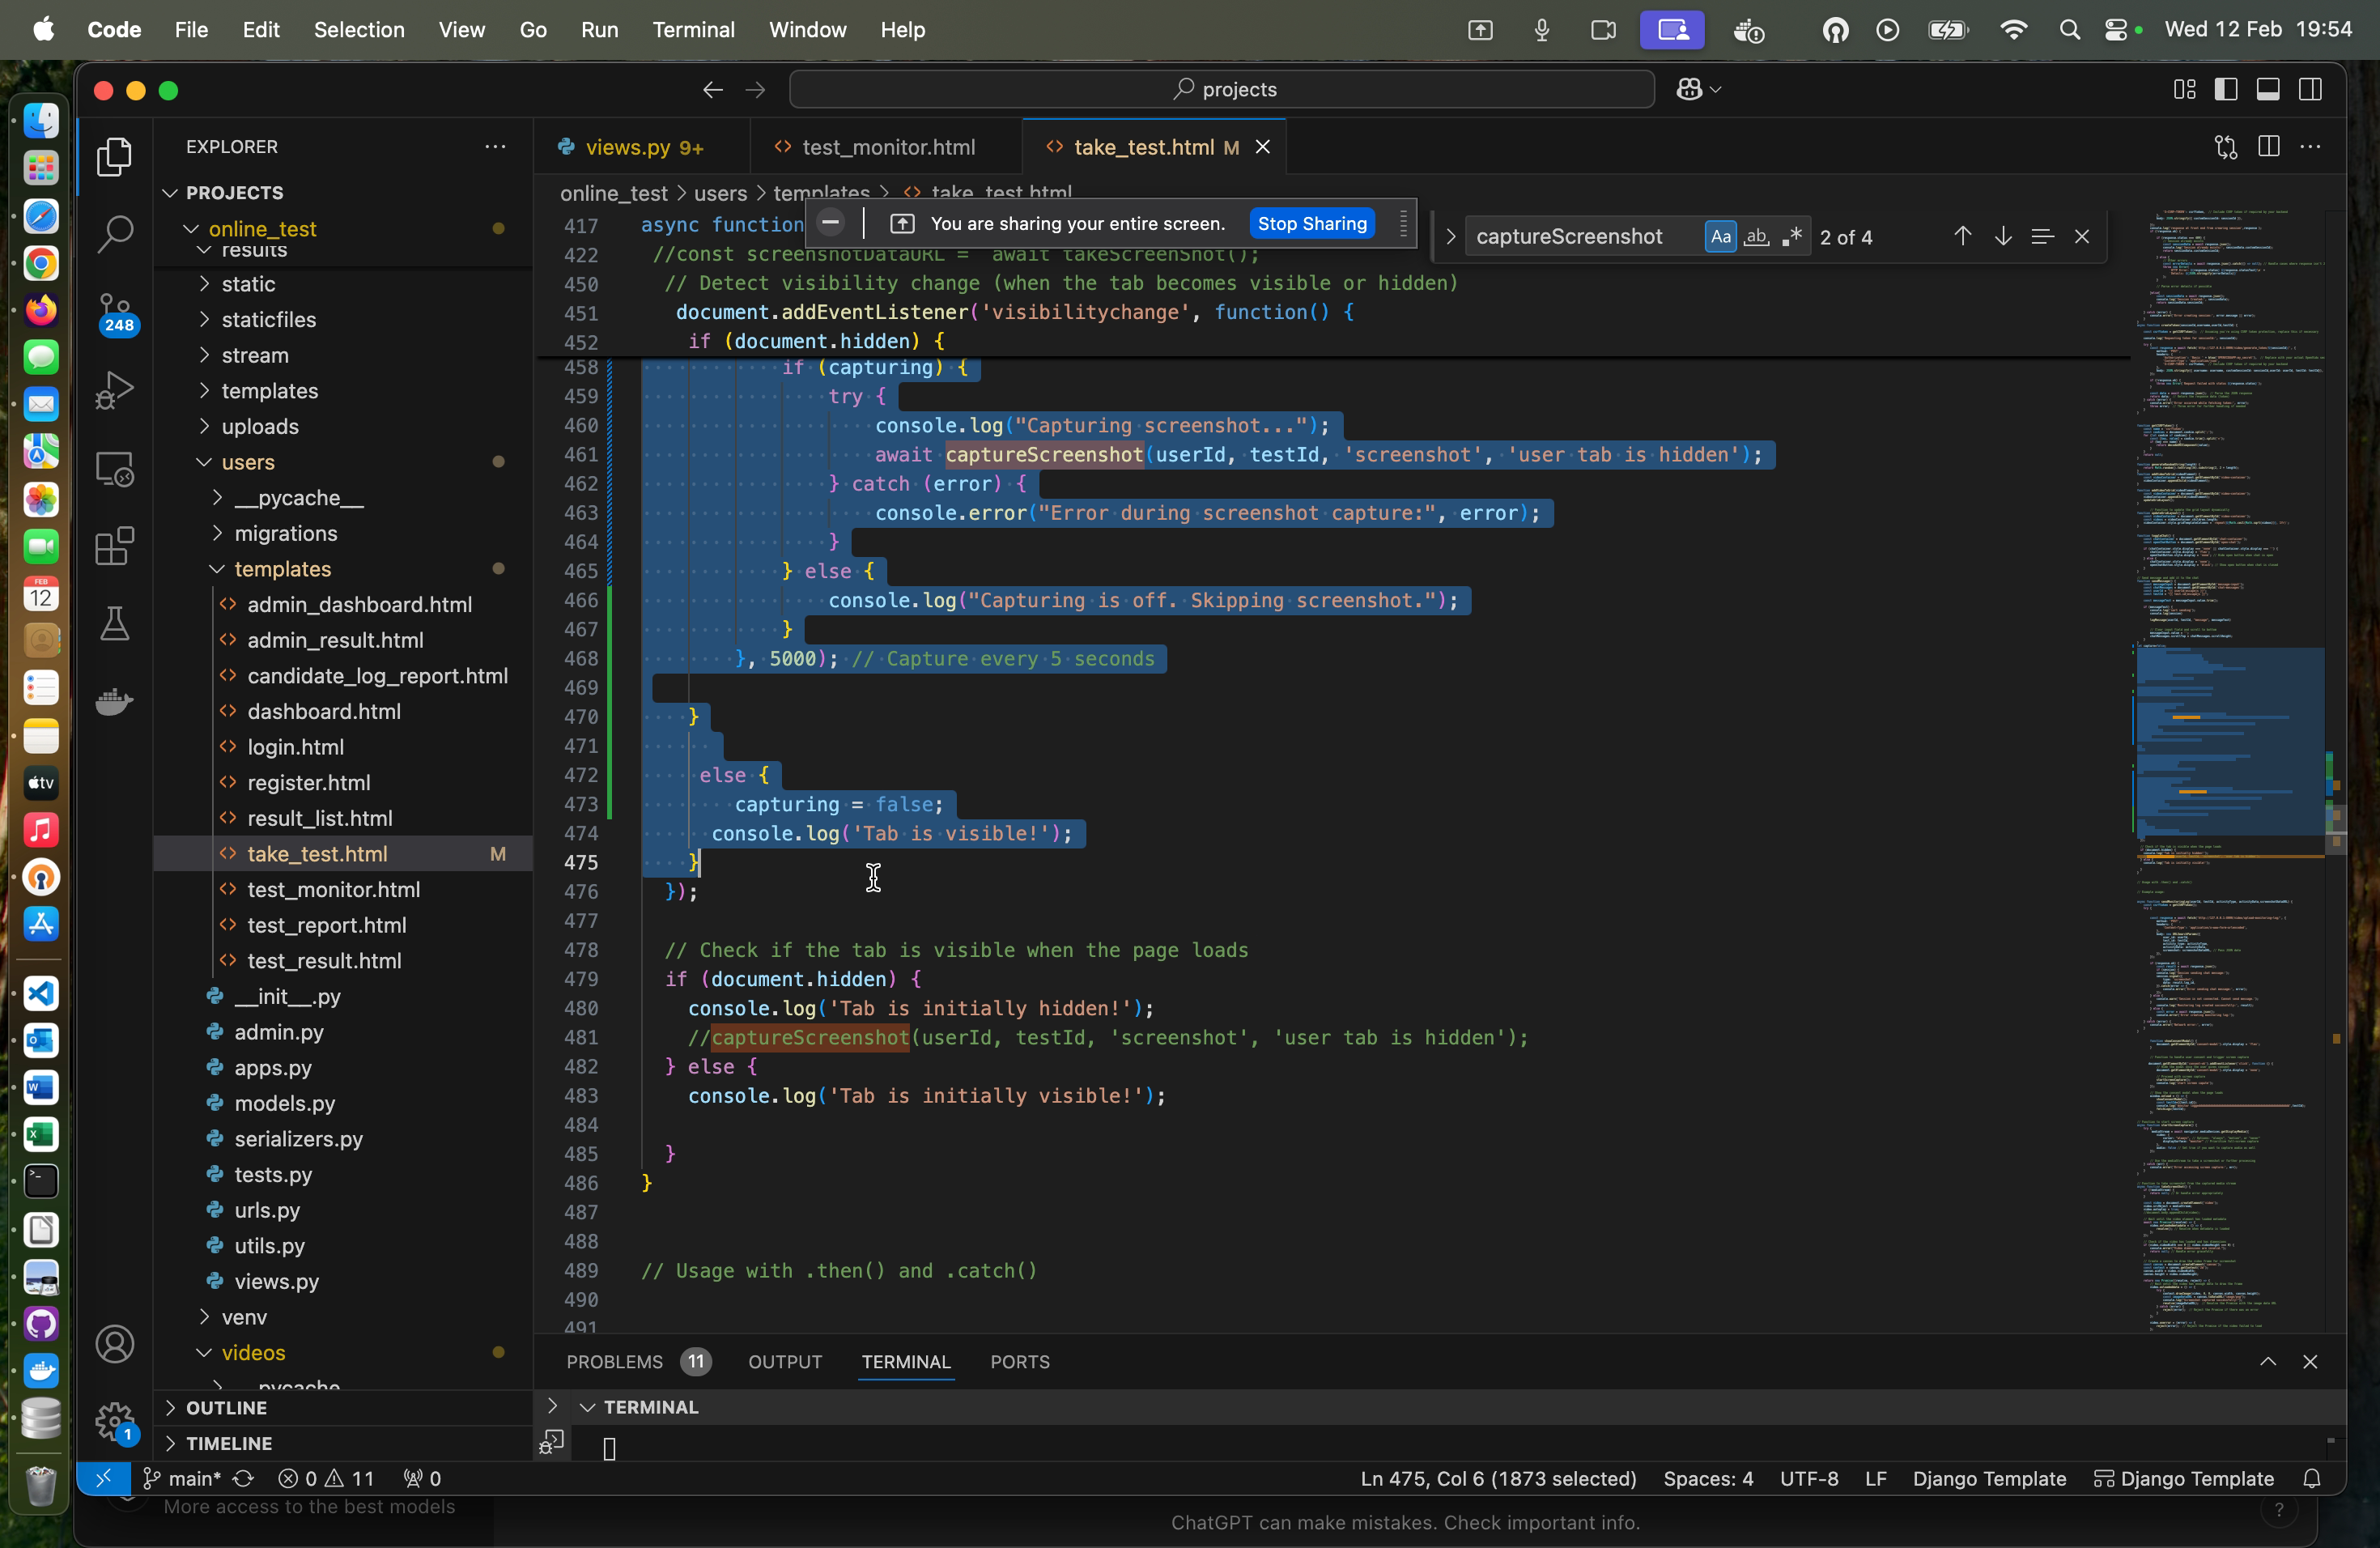 Code File Edit Selection View Go Run Terminal Window Help Wed 12 Feb 19:54
projects
EXPLORER
views.py 9+
test_monitor.html
take_test.html M
PROJECTS
online_test
results
static
staticfiles
stream
templates
uploads
users
__pycache__
migrations
templates
admin_dashboard.html
admin_result.html
candidate_log_report.html
dashboard.html
login.html
register.html
result_list.html
take_test.html M
test_monitor.html
test_report.html
test_result.html
__init__.py
admin.py
apps.py
models.py
serializers.py
tests.py
urls.py
utils.py
views.py
venv
videos
pycache
OUTLINE
TIMELINE
248
1
FEB
12
tv
online_test > users > templates > take_test.html
You are sharing your entire screen. Stop Sharing
captureScreenshot Aa ab .* 2 of 4
417 async function
422 //const screenshotDataURL = await takeScreenShot();
450 // Detect visibility change (when the tab becomes visible or hidden)
451 document.addEventListener('visibilitychange', function() {
452 if (document.hidden) {
458 if (capturing) {
459 try {
460 console.log("Capturing screenshot...");
461 await captureScreenshot(userId, testId, 'screenshot', 'user tab is hidden');
462 } catch (error) {
463 console.error("Error during screenshot capture:", error);
464 }
465 } else {
466 console.log("Capturing is off. Skipping screenshot.");
467 }
468 }, 5000); // Capture every 5 seconds
469
470 }
471
472 else {
473 capturing = false;
474 console.log('Tab is visible!');
475 }
476 });
477
478 // Check if the tab is visible when the page loads
479 if (document.hidden) {
480 console.log('Tab is initially hidden!');
481 //captureScreenshot(userId, testId, 'screenshot', 'user tab is hidden');
482 } else {
483 console.log('Tab is initially visible!');
484
485 }
486 }
487
488
489 // Usage with .then() and .catch()
490
491
PROBLEMS 11 OUTPUT TERMINAL PORTS
TERMINAL
main* 0 11 0
Ln 475, Col 6 (1873 selected) Spaces: 4 UTF-8 LF Django Template Django Template
More access to the best models
ChatGPT can make mistakes. Check important info.
?